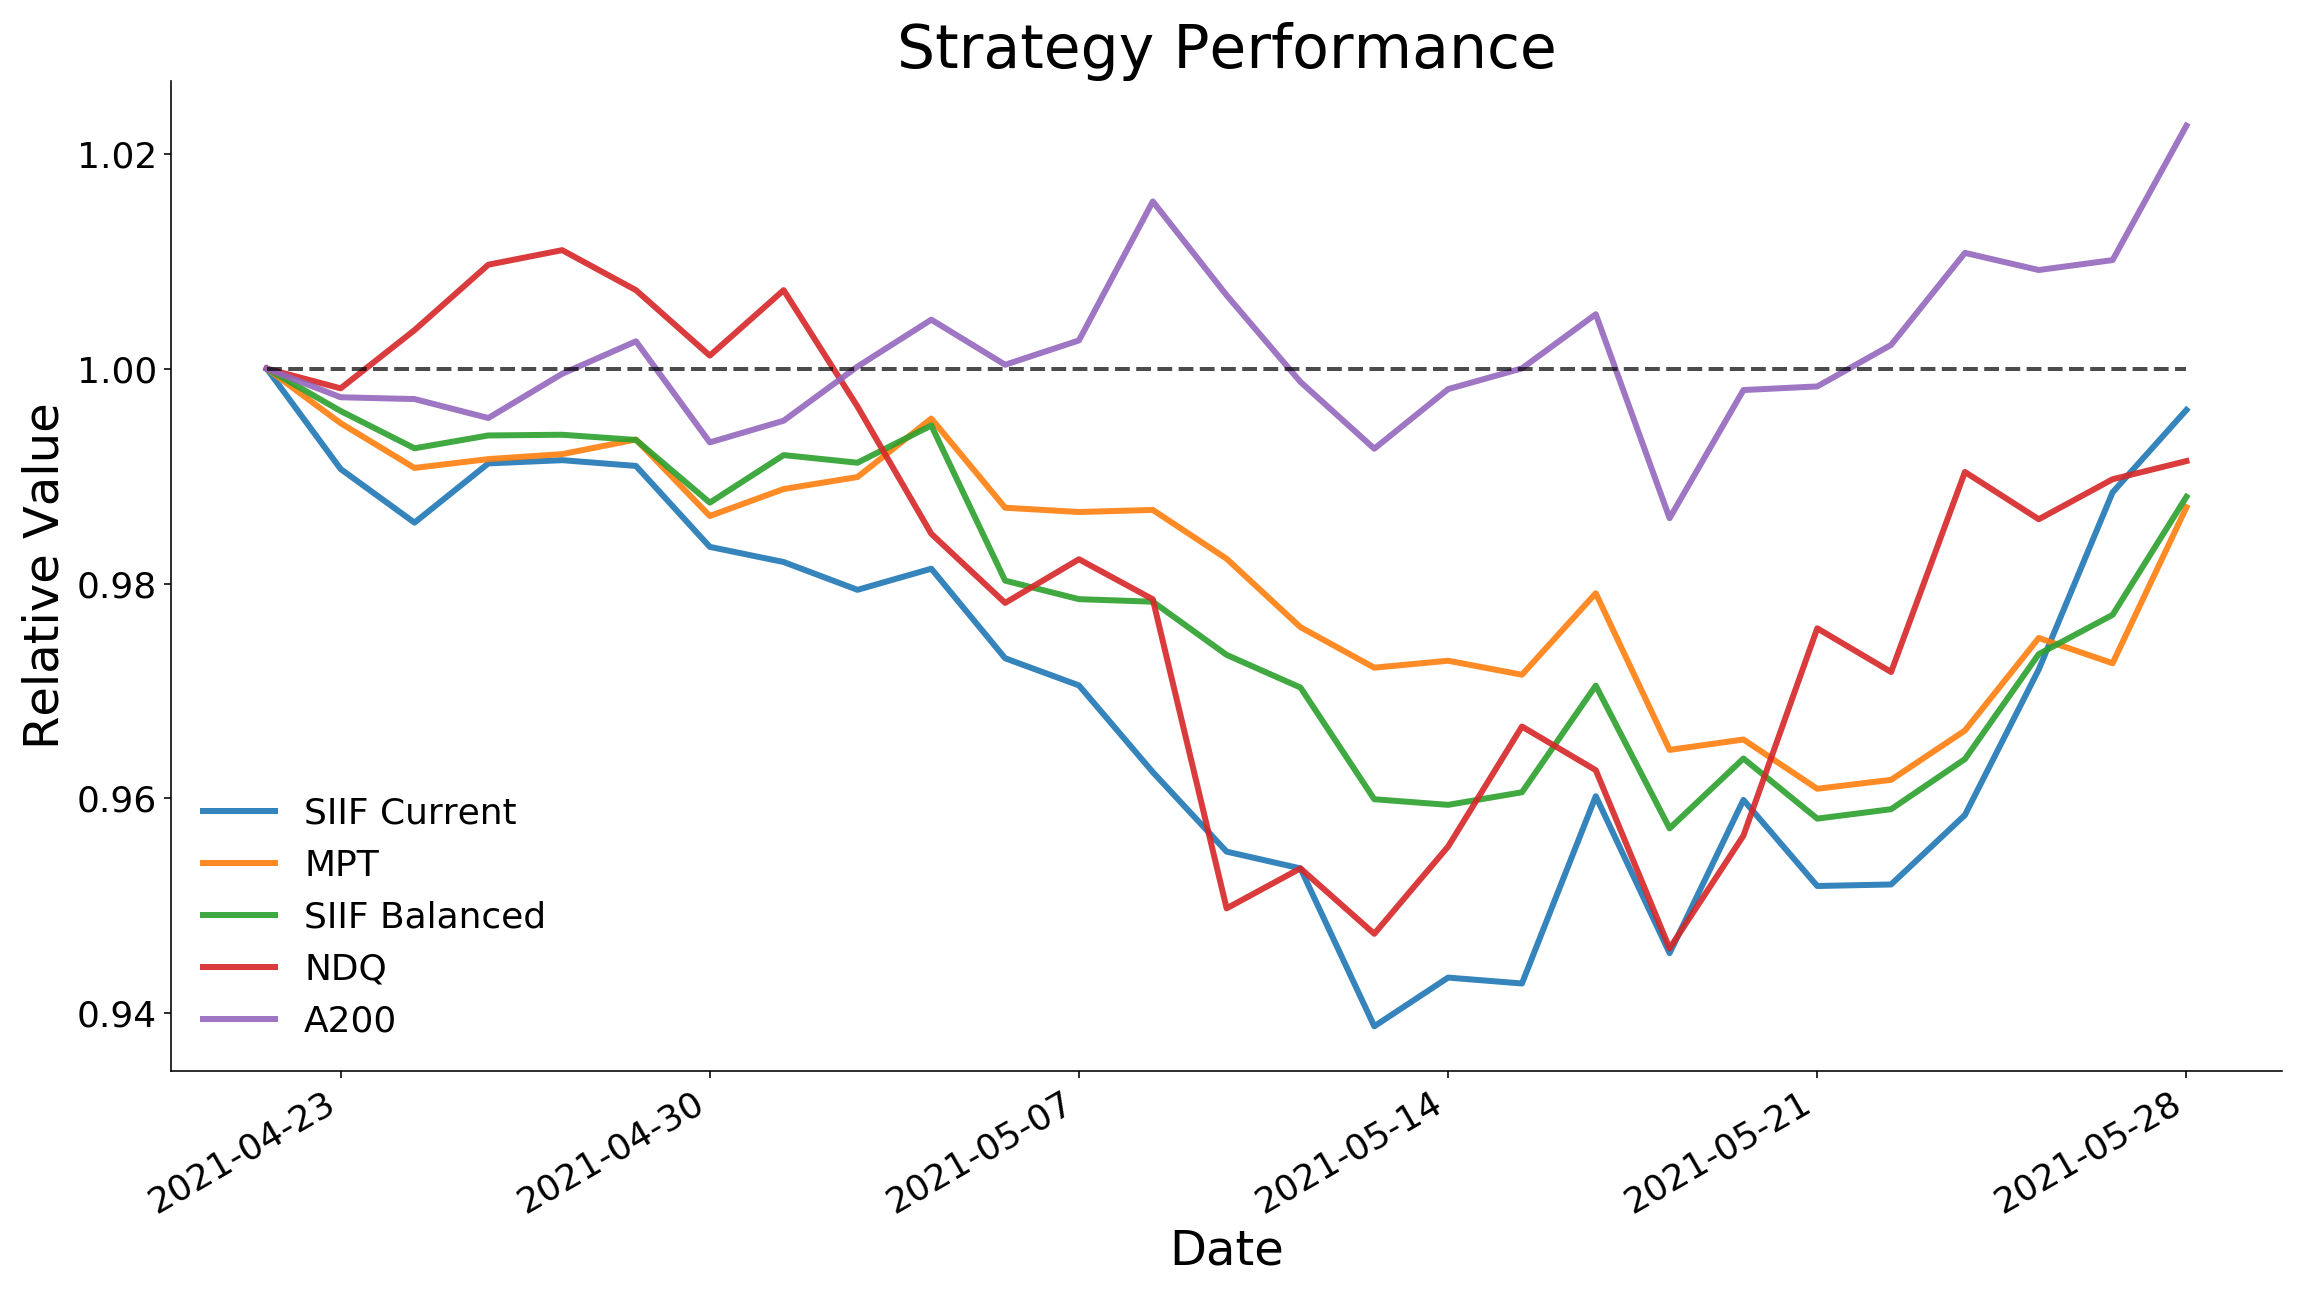 Strategy Performance
Relative Value
1.02
1.00
0.98
0.96
0.94
SIIF Current
MPT
SIIF Balanced
NDQ
A200
2021-04-23
2021-04-30
2021-05-07
2021-05-14
2021-05-21
2021-05-28
Date